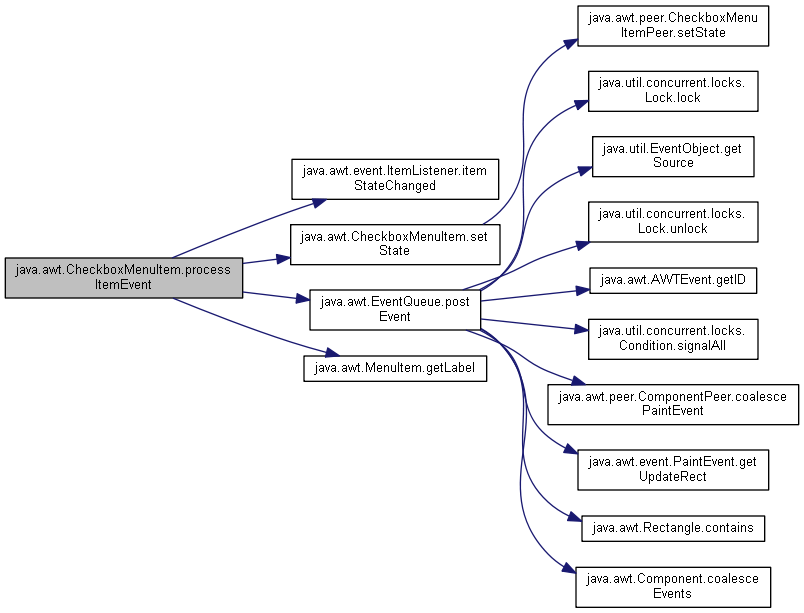 java.awt.CheckboxMenuItem.process
ItemEvent
java.awt.event.ItemListener.item
StateChanged
java.awt.CheckboxMenuItem.set
State
java.awt.EventQueue.post
Event
java.awt.MenuItem.getLabel
java.awt.peer.CheckboxMenu
ItemPeer.setState
java.util.concurrent.locks.
Lock.lock
java.util.EventObject.get
Source
java.util.concurrent.locks.
Lock.unlock
java.awt.AWTEvent.getID
java.util.concurrent.locks.
Condition.signalAll
java.awt.peer.ComponentPeer.coalesce
PaintEvent
java.awt.event.PaintEvent.get
UpdateRect
java.awt.Rectangle.contains
java.awt.Component.coalesce
Events